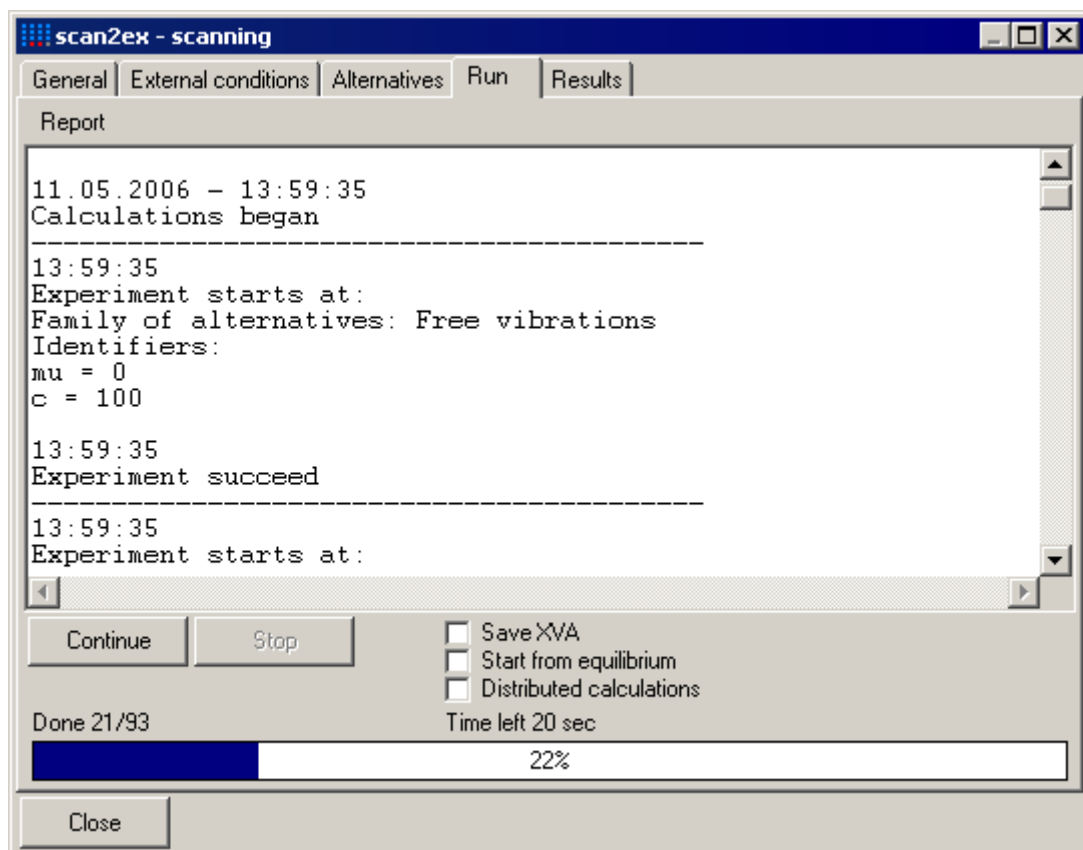 scan2ex - scanning
General External conditions Alternatives Run Results
Report
11.05.2006 – 13:59:35
Calculations began
------------------------------------------
13:59:35
Experiment starts at:
Family of alternatives: Free vibrations
Identifiers:
mu = 0
c = 100
13:59:35
Experiment succeed
------------------------------------------
13:59:35
Experiment starts at:
Continue Stop
Save XVA
Start from equilibrium
Distributed calculations
Done 21/93 Time left 20 sec
22%
Close